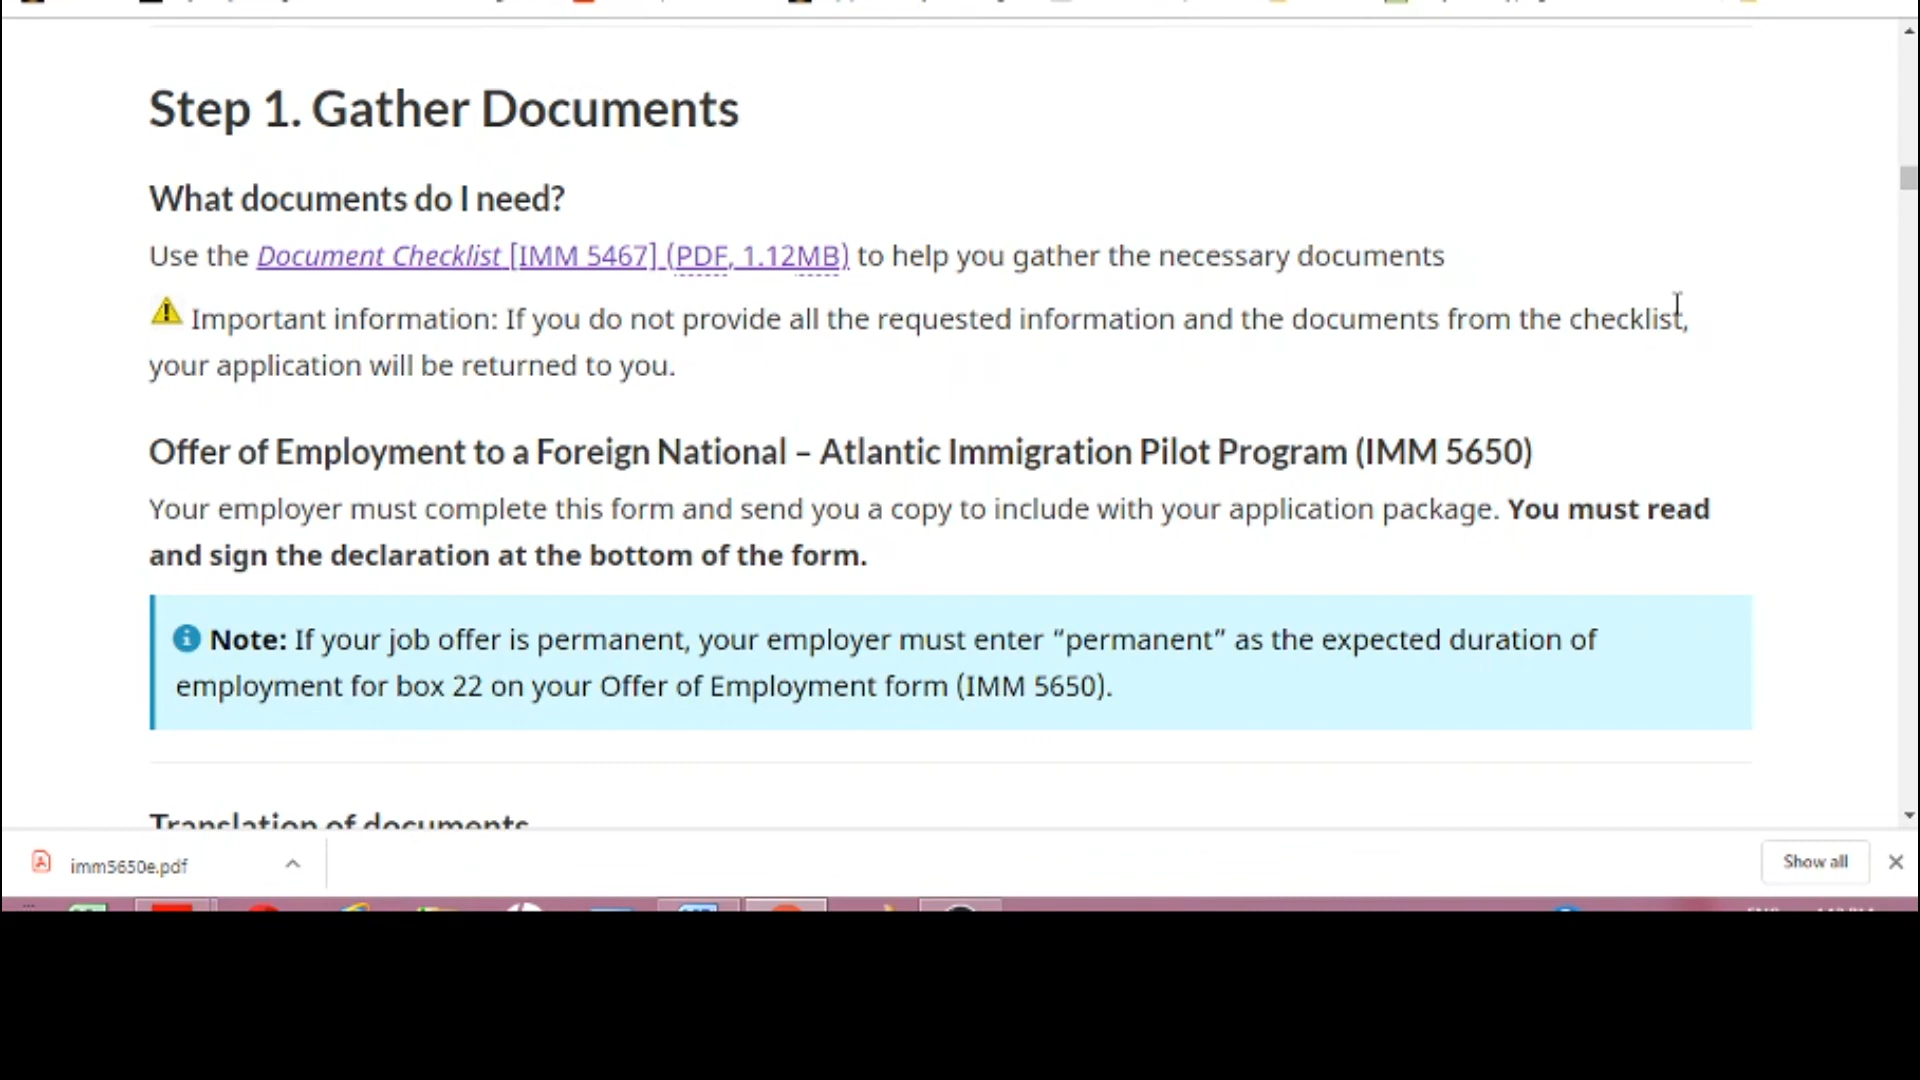 Step 1. Gather Documents
What documents do I need?
Use the Document Checklist [IMM 5467] (PDF, 1.12MB) to help you gather the necessary documents
Important information: If you do not provide all the requested information and the documents from the checklist,
your application will be returned to you.
Offer of Employment to a Foreign National – Atlantic Immigration Pilot Program (IMM 5650)
Your employer must complete this form and send you a copy to include with your application package. You must read
and sign the declaration at the bottom of the form.
Note: If your job offer is permanent, your employer must enter “permanent” as the expected duration of
employment for box 22 on your Offer of Employment form (IMM 5650).
Translation of documents
imm5650e.pdf
Show all